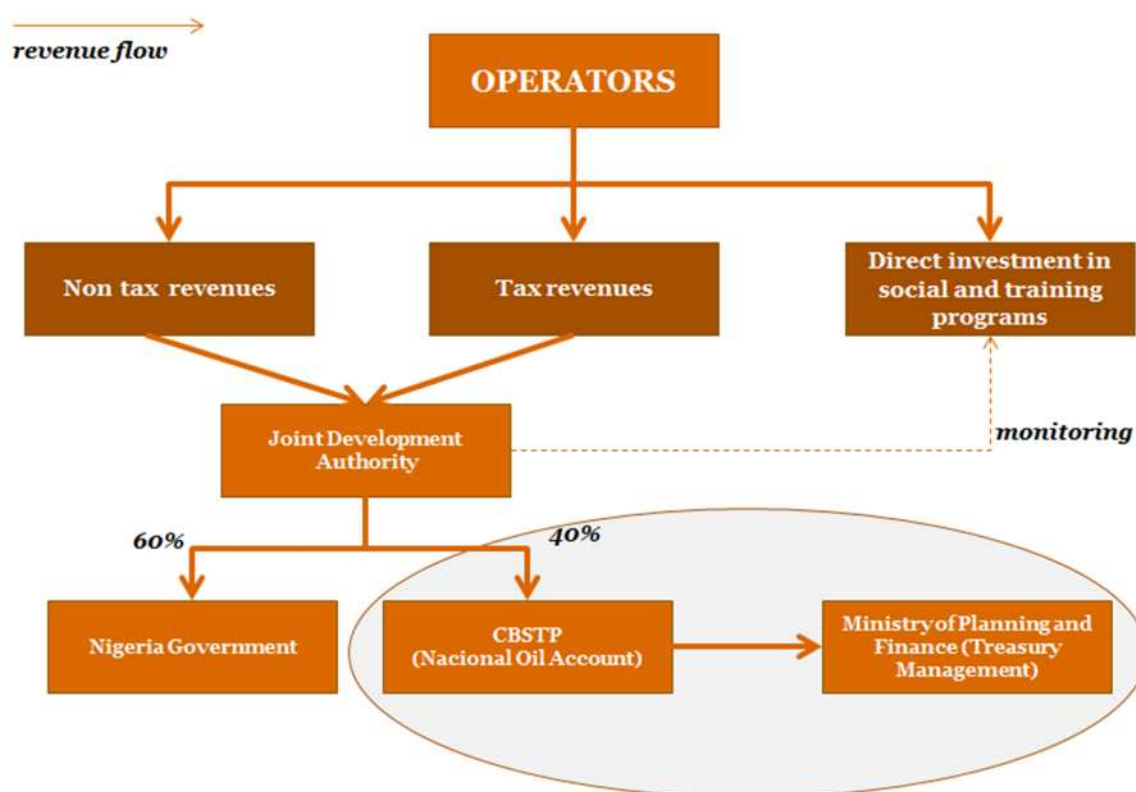 revenue flow
OPERATORS
Non tax revenues
Tax revenues
Direct investment in
social and training
programs
Joint Development
Authority
monitoring
60%
40%
Nigeria Government
CBSTP
(Nacional Oil Account)
Ministry of Planning and
Finance (Treasury
Management)